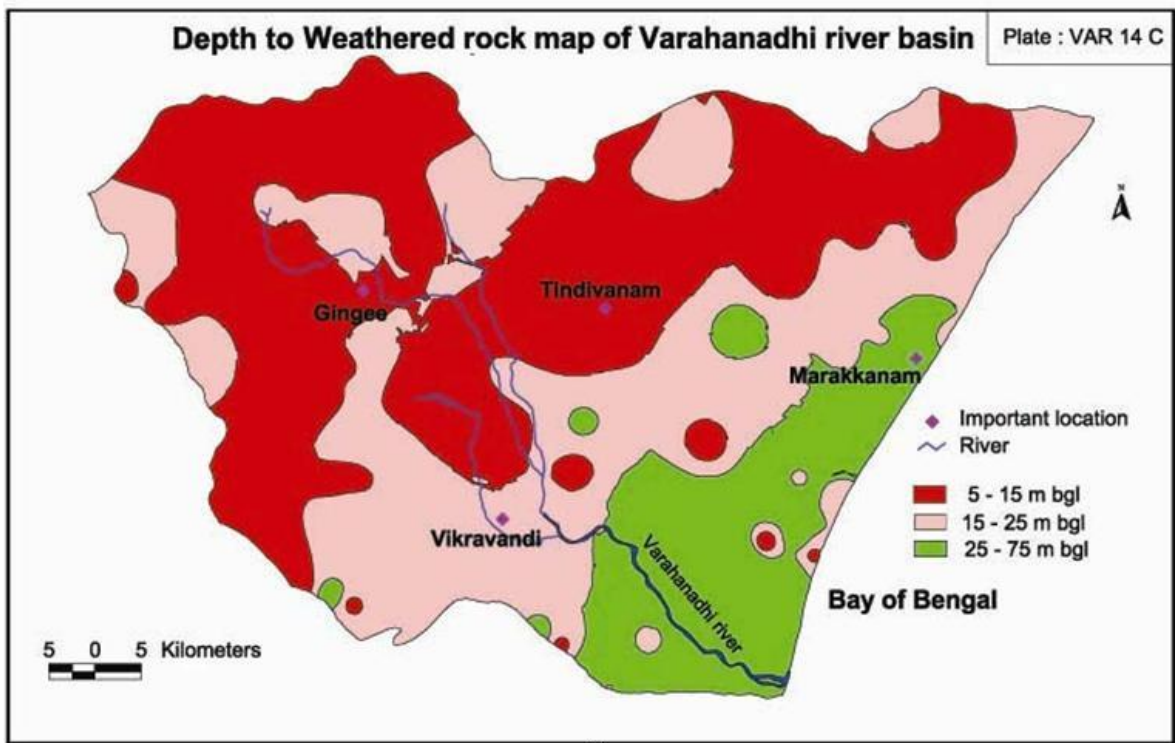 Depth to Weathered rock map of Varahanadhi river basin
Plate : VAR 14 C
N
Tindivanam
Gingee
Marakkanam
Important location
River
5 - 15 m bgl
15 - 25 m bgl
25 - 75 m bgl
Vikravandi
Varahanadhi river
Bay of Bengal
5 0 5 Kilometers